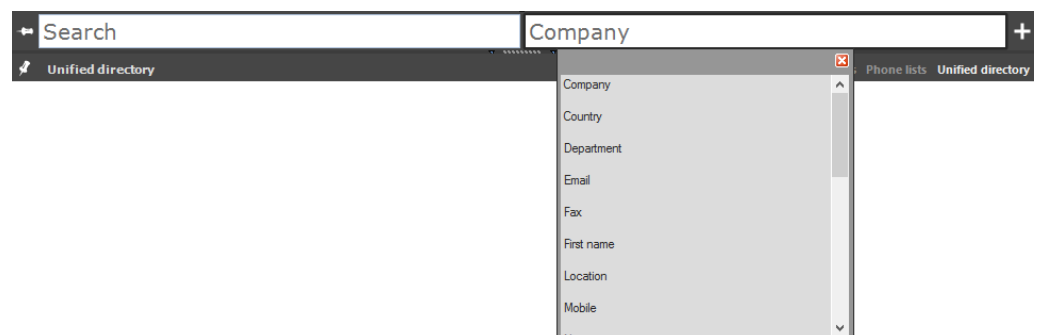 Search
Company
Unified directory
Phone lists Unified directory
Company
Country
Department
Email
Fax
First name
Location
Mobile